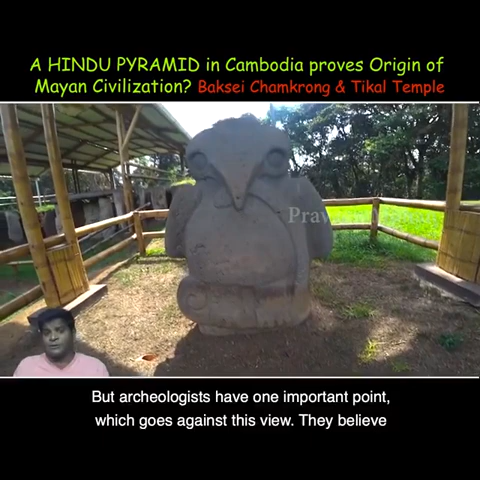 A HINDU PYRAMID in Cambodia proves Origin of
Mayan Civilization? Baksei Chamkrong & Tikal Temple
But archeologists have one important point,
which goes against this view. They believe